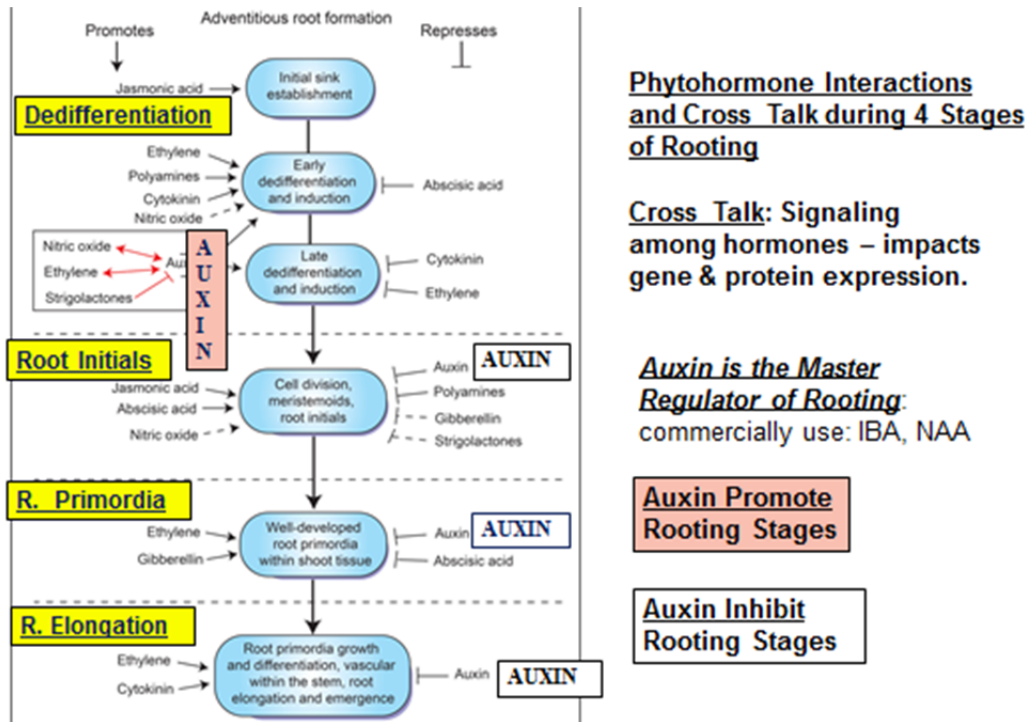 Adventitious root formation
Promotes
Represses
Jasmonic acid
Initial sink
establishment
Dedifferentiation
Ethylene
Polyamines
Cytokinin
Nitric oxide
Early
dedifferentiation
and induction
Abscisic acid
Nitric oxide
Ethylene
Strigolactones
A
U
X
I
N
Late
dedifferentiation
and induction
Cytokinin
Ethylene
Root Initials
Jasmonic acid
Abscisic acid
Nitric oxide
Cell division,
meristemoids,
root initials
Auxin
AUXIN
Polyamines
Gibberellin
Strigolactones
R. Primordia
Ethylene
Gibberellin
Well-developed
root primordia
within shoot tissue
Auxin
AUXIN
Abscisic acid
R. Elongation
Ethylene
Cytokinin
Root primordia growth
and differentiation, vascular
within the stem, root
elongation and emergence
Auxin
AUXIN
Phytohormone Interactions
and Cross Talk during 4 Stages
of Rooting
Cross Talk: Signaling
among hormones – impacts
gene & protein expression.
Auxin is the Master
Regulator of Rooting:
commercially use: IBA, NAA
Auxin Promote
Rooting Stages
Auxin Inhibit
Rooting Stages